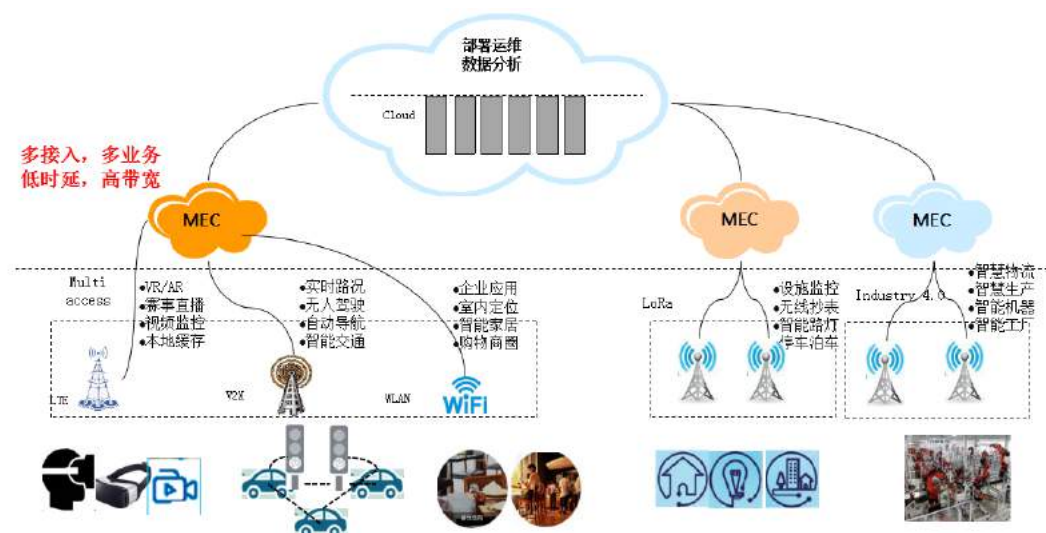 部署运维
数据分析
Cloud
多接入，多业务
低时延，高带宽
MEC
MEC
MEC
Multi
access
•VR/AR
•赛事直播
•视频监控
•本地缓存
•实时路况
•无人驾驶
•自动导航
•智能交通
•企业应用
•室内定位
•智能家居
•购物商圈
LoRa
•设施监控
•无线抄表
•智能路灯
停车泊车
Industry 4.0
•智慧物流
•智慧生产
•智能机器
•智能工厂
LTE
V2X
WLAN
WiFi